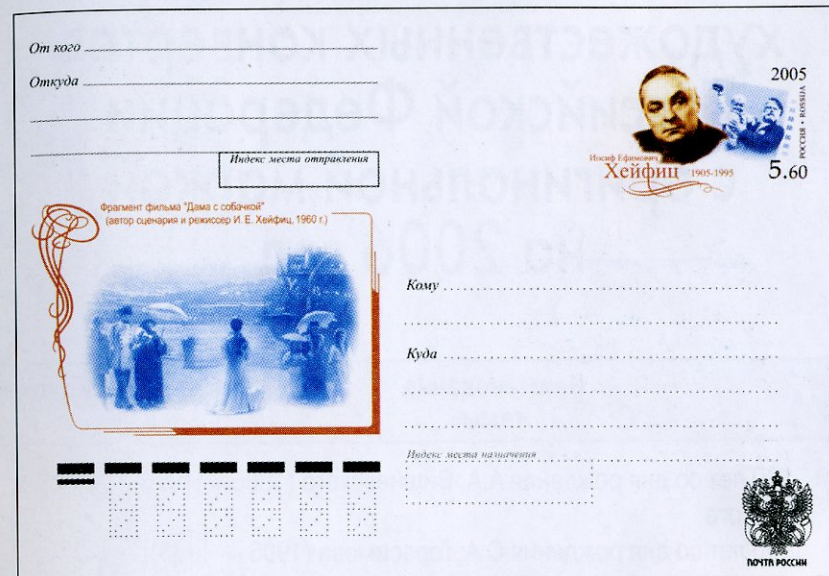 От кого
Откуда
Индекс места отправления
Фрагмент фильма "Дама с собачкой"
(автор сценария и режиссер И. Е. Хейфиц, 1960 г.)
2005
РОССИЯ • ROSSIJA
5.60
Иосиф Ефимович
Хейфиц 1905-1995
Кому
Куда
Индекс места назначения
ПОЧТА РОССИИ